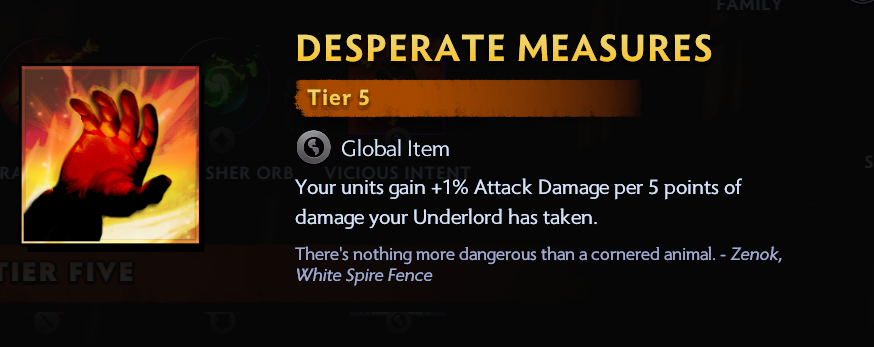 FAMILY
DESPERATE MEASURES
Tier 5
Global Item
SHER ORB
VICIOUS INTENT
Your units gain +1% Attack Damage per 5 points of
damage your Underlord has taken.
There's nothing more dangerous than a cornered animal. - Zenok,
White Spire Fence
TIER FIVE